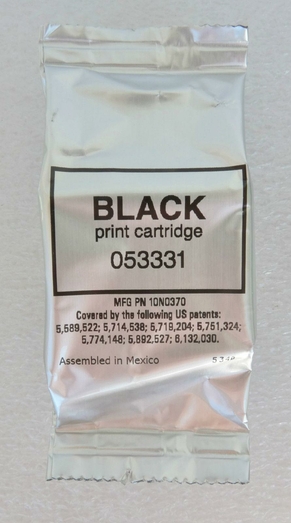 BLACK
print cartridge
053331
MFG PN 10N0370
Covered by the following US patents:
5,589,522; 5,714,538; 5,719,204; 5,751,324;
5,774,148; 5,892,527; 6,132,030.
Assembled in Mexico